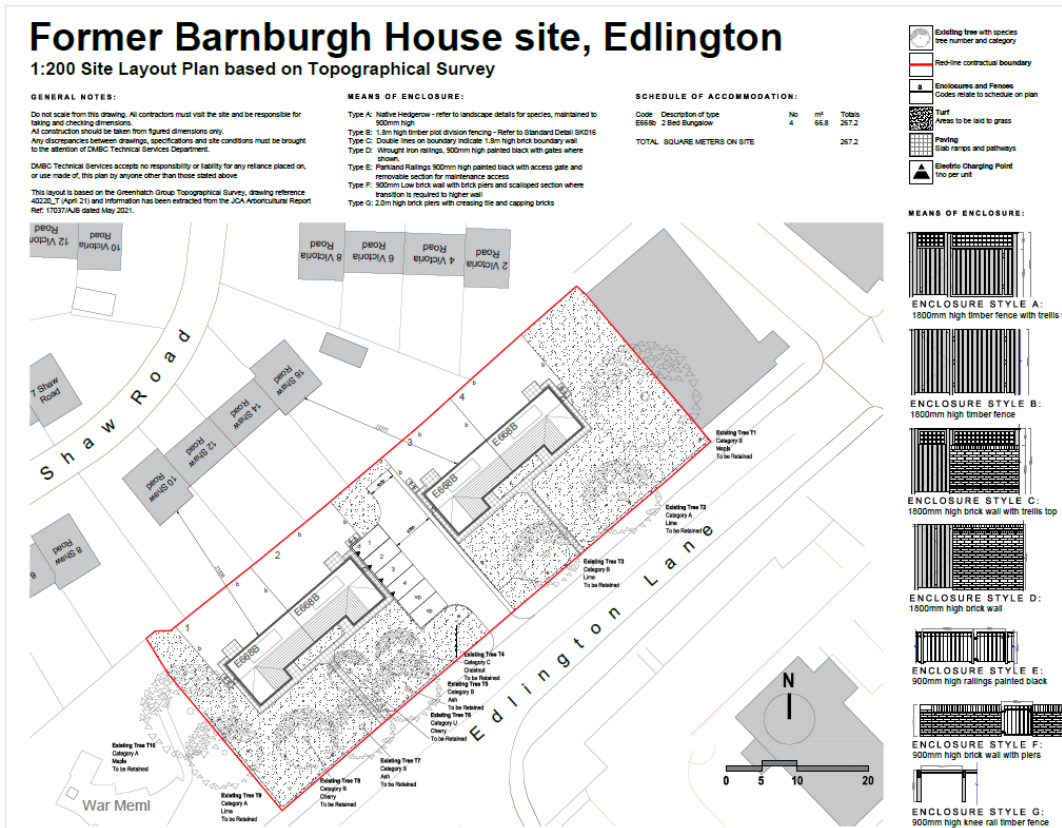 Former Barnburgh House site, Edlington
1:200 Site Layout Plan based on Topographical Survey
GENERAL NOTES:
Do not scale from this drawing. All contractors must visit the site and be responsible for
taking and checking dimensions.
All construction should be taken from figured dimensions only.
Any discrepancies between drawings, specifications and site conditions must be brought
to the attention of DMBC Technical Services Department.
DMBC Technical Services accepts no responsibility or liability for any reliance placed on,
or use made of, this plan by anyone other than those stated above
This layout is based on the Greenhatch Group Topographical Survey, drawing reference
40220_T (April 21) and information has been extracted from the JCA Arboricultural Report
Ref: 17037/AJB dated May 2021.
MEANS OF ENCLOSURE:
Type A: Native Hedgerow - refer to landscape details for species, maintained to
900mm high
Type B: 1.8m high timber plot division fencing - Refer to Standard Detail SK016
Type C: Double lines on boundary indicate 1.8m high brick boundary wall
Type D: Wrought iron railings, 900mm high painted black with gates where
shown.
Type E: Parkland Railings 900mm high painted black with access gate and
removable section for maintenance access
Type F: 900mm Low brick wall with brick piers and scalloped section where
transition is required to higher wall
Type G: 2.0m high brick piers with creasing tile and capping bricks
SCHEDULE OF ACCOMMODATION:
Code Description of type No m² Totals
E668b 2 Bed Bungalow 4 66.8 267.2
TOTAL SQUARE METERS ON SITE 267.2
Existing tree with species
tree number and category
Red-line contractual boundary
a Enclosures and Fences
Codes relate to schedule on plan
Turf
Areas to be laid to grass
Paving
Slab ramps and pathways
Electric Charging Point
1no per unit
MEANS OF ENCLOSURE:
ENCLOSURE STYLE A:
1800mm high timber fence with trellis t
ENCLOSURE STYLE B:
1800mm high timber fence
ENCLOSURE STYLE C:
1800mm high brick wall with trellis top
ENCLOSURE STYLE D:
1800mm high brick wall
ENCLOSURE STYLE E:
900mm high railings painted black
ENCLOSURE STYLE F:
900mm high brick wall with piers
ENCLOSURE STYLE G:
900mm high knee rail timber fence
12 Victoria
Road
10 Victoria
Road
8 Victoria
Road
6 Victoria
Road
4 Victoria
Road
2 Victoria
Road
Shaw Road
7 Shaw
Road
16 Shaw
Road
14 Shaw
Road
12 Shaw
Road
10 Shaw
Road
8 Shaw
Road
6
1
2
3
4
E668B
E668B
E668B
E668B
1
2
3
4
vp
vp
Existing Tree T1
Category B
Maple
To be Retained
Existing Tree T2
Category A
Lime
To be Retained
Existing Tree T3
Category B
Lime
To be Retained
Existing Tree T4
Category C
Chestnut
To be Retained
Existing Tree T5
Category B
Ash
To be Retained
Existing Tree T6
Category U
Cherry
To be Retained
Existing Tree T7
Category B
Ash
To be Retained
Existing Tree T8
Category B
Cherry
To be Retained
Existing Tree T9
Category A
Lime
To be Retained
Existing Tree T10
Category A
Maple
To be Retained
Edlington Lane
War Meml
N
0 5 10 20